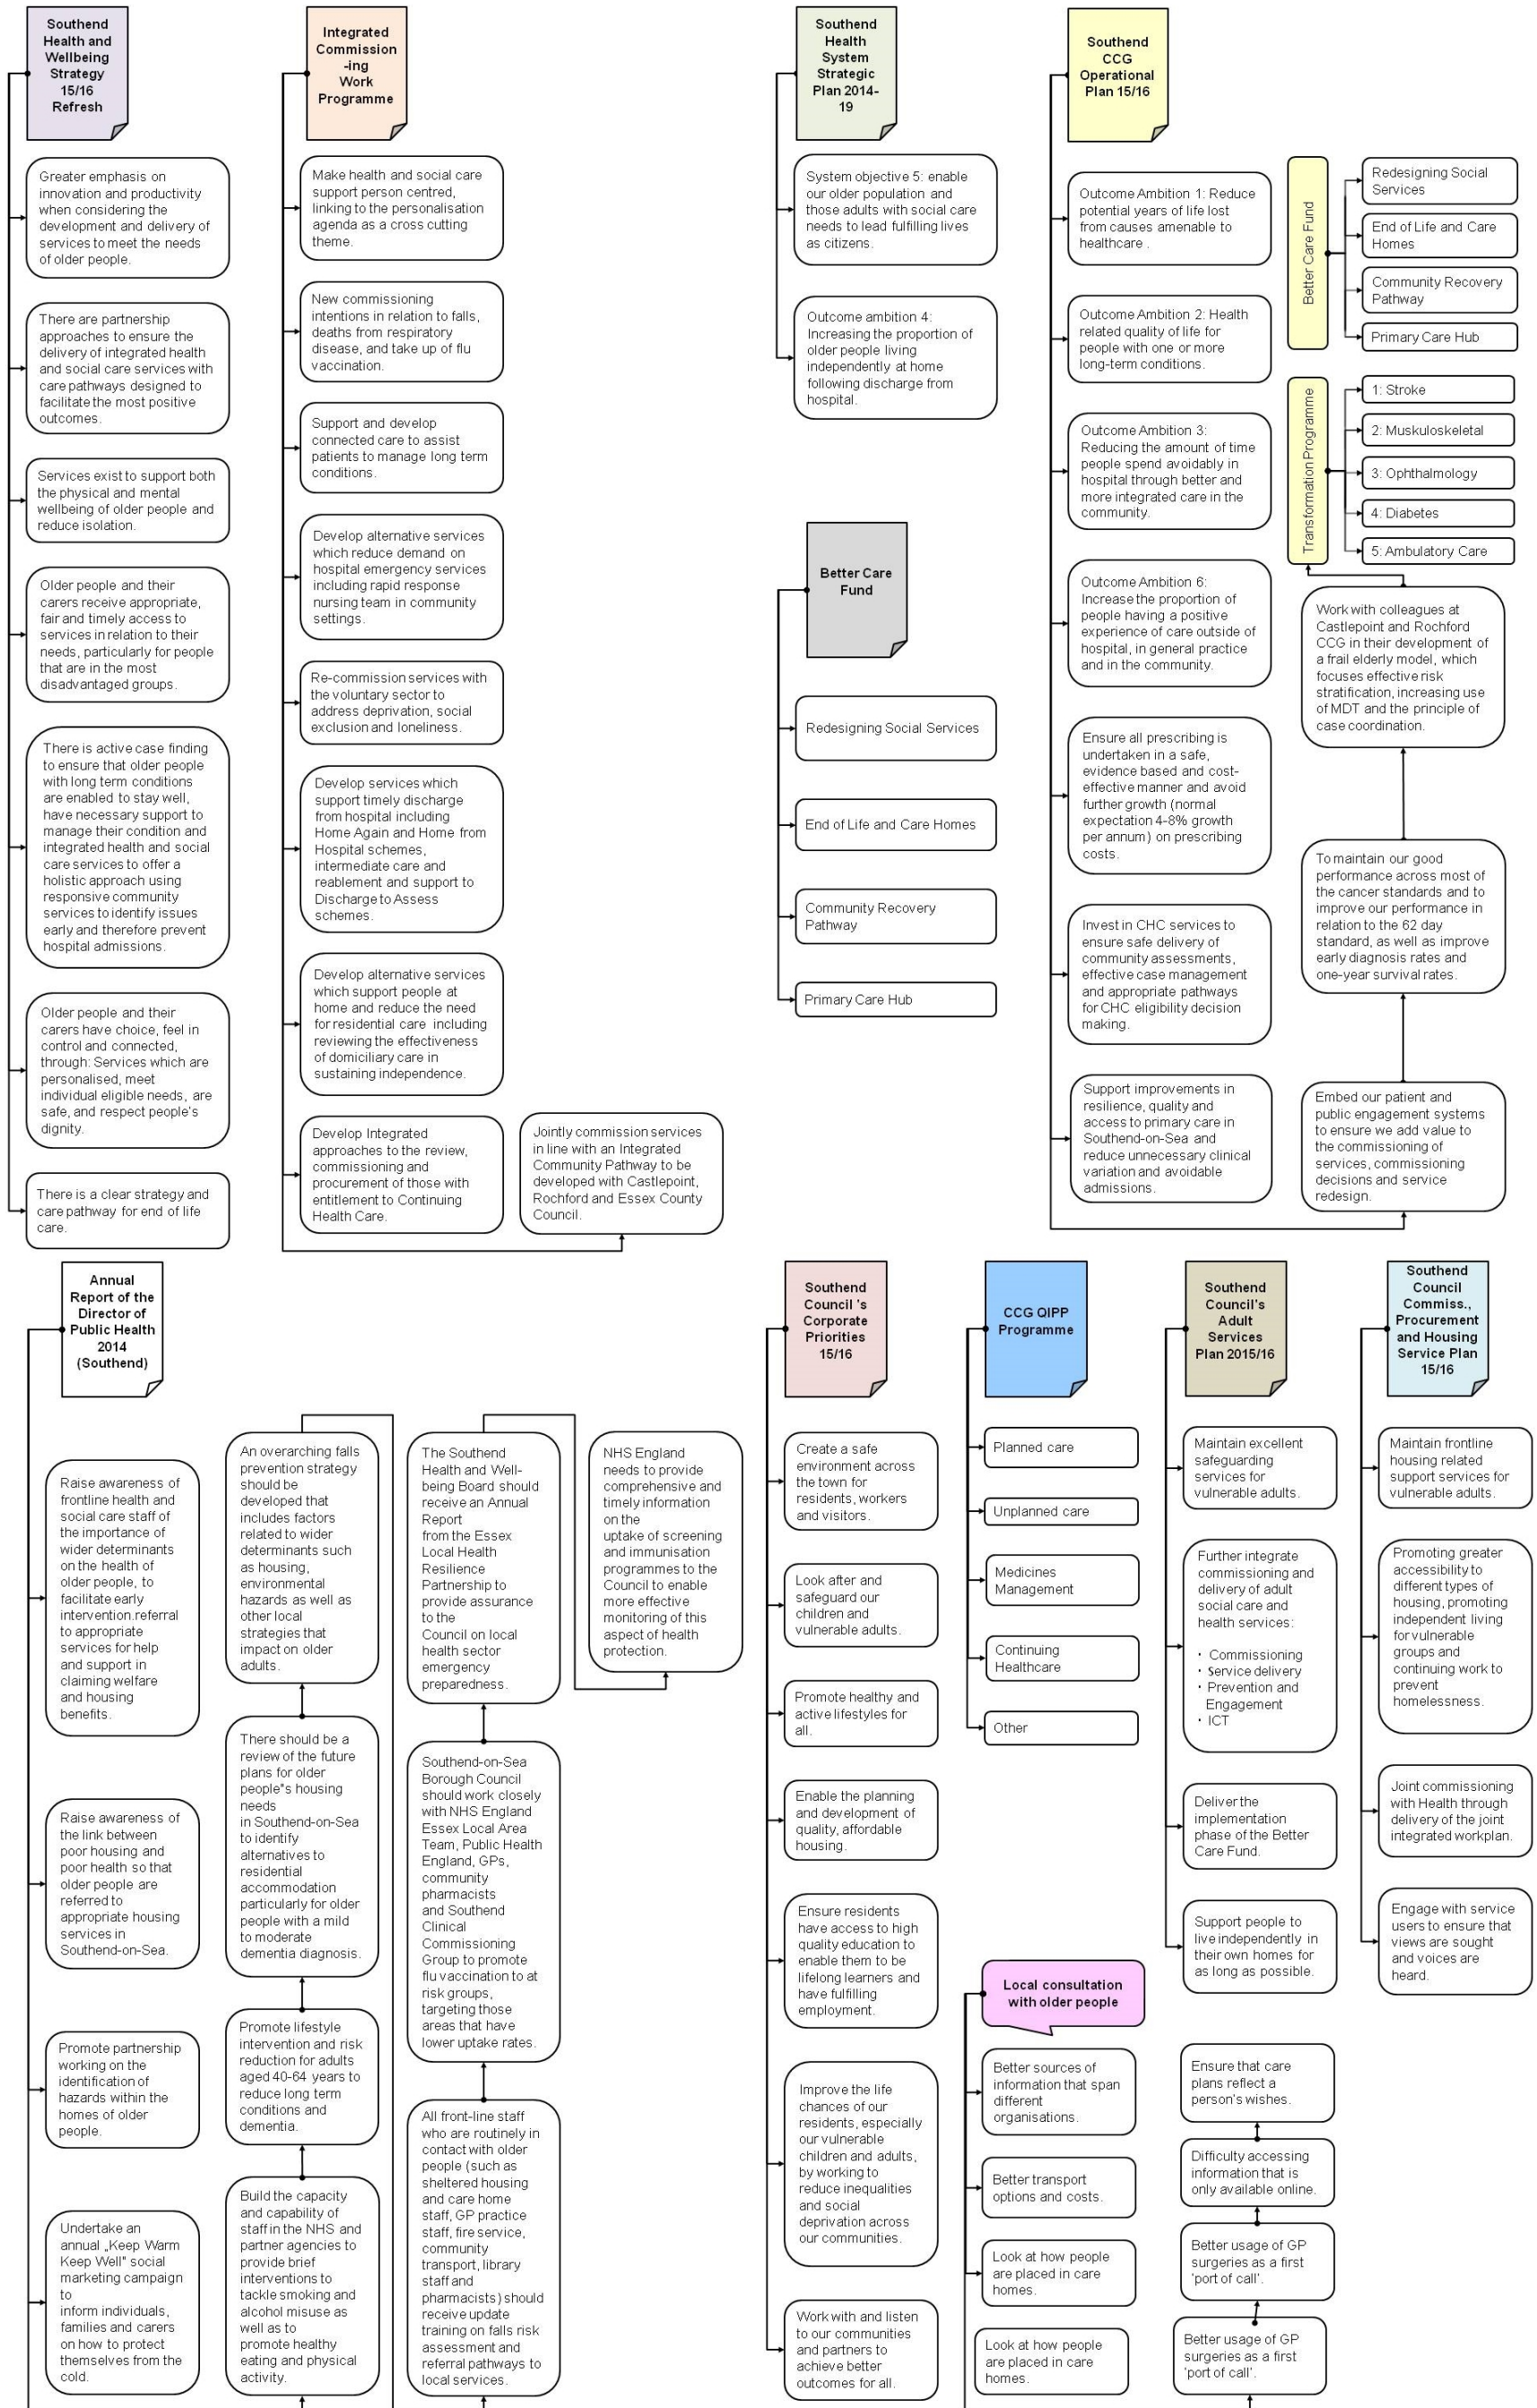 Southend
Health and
Wellbeing
Strategy
15/16
Refresh
Greater emphasis on
innovation and productivity
when considering the
development and delivery of
services to meet the needs
of older people.
There are partnership
approaches to ensure the
delivery of integrated health
and social care services with
care pathways designed to
facilitate the most positive
outcomes.
Services exist to support both
the physical and mental
wellbeing of older people and
reduce isolation.
Older people and their
carers receive appropriate,
fair and timely access to
services in relation to their
needs, particularly for people
that are in the most
disadvantaged groups.
There is active case finding
to ensure that older people
with long term conditions
are enabled to stay well,
have necessary support to
manage their condition and
integrated health and social
care services to offer a
holistic approach using
responsive community
services to identify issues
early and therefore prevent
hospital admissions.
Older people and their
carers have choice, feel in
control and connected,
through: Services which are
personalised, meet
individual eligible needs, are
safe, and respect people's
dignity.
There is a clear strategy and
care pathway for end of life
care.
Integrated
Commission
-ing
Work
Programme
Make health and social care
support person centred,
linking to the personalisation
agenda as a cross cutting
theme.
New commissioning
intentions in relation to falls,
deaths from respiratory
disease, and take up of flu
vaccination.
Support and develop
connected care to assist
patients to manage long term
conditions.
Develop alternative services
which reduce demand on
hospital emergency services
including rapid response
nursing team in community
settings.
Re-commission services with
the voluntary sector to
address deprivation, social
exclusion and loneliness.
Develop services which
support timely discharge
from hospital including
Home Again and Home from
Hospital schemes,
intermediate care and
reablement and support to
Discharge to Assess
schemes.
Develop alternative services
which support people at
home and reduce the need
for residential care including
reviewing the effectiveness
of domiciliary care in
sustaining independence.
Develop Integrated
approaches to the review,
commissioning and
procurement of those with
entitlement to Continuing
Health Care.
Jointly commission services
in line with an Integrated
Community Pathway to be
developed with Castlepoint,
Rochford and Essex County
Council.
Southend
Health
System
Strategic
Plan 2014-
19
System objective 5: enable
our older population and
those adults with social care
needs to lead fulfilling lives
as citizens.
Outcome ambition 4:
Increasing the proportion of
older people living
independently at home
following discharge from
hospital.
Better Care
Fund
Redesigning Social Services
End of Life and Care Homes
Community Recovery
Pathway
Primary Care Hub
Southend
CCG
Operational
Plan 15/16
Outcome Ambition 1: Reduce
potential years of life lost
from causes amenable to
healthcare .
Outcome Ambition 2: Health
related quality of life for
people with one or more
long-term conditions.
Outcome Ambition 3:
Reducing the amount of time
people spend avoidably in
hospital through better and
more integrated care in the
community.
Outcome Ambition 6:
Increase the proportion of
people having a positive
experience of care outside of
hospital, in general practice
and in the community.
Ensure all prescribing is
undertaken in a safe,
evidence based and cost-
effective manner and avoid
further growth (normal
expectation 4-8% growth
per annum) on prescribing
costs.
Invest in CHC services to
ensure safe delivery of
community assessments,
effective case management
and appropriate pathways
for CHC eligibility decision
making.
Support improvements in
resilience, quality and
access to primary care in
Southend-on-Sea and
reduce unnecessary clinical
variation and avoidable
admissions.
Better Care Fund
Redesigning Social
Services
End of Life and Care
Homes
Community Recovery
Pathway
Primary Care Hub
Transformation Programme
1: Stroke
2: Muskuloskeletal
3: Ophthalmology
4: Diabetes
5: Ambulatory Care
Work with colleagues at
Castlepoint and Rochford
CCG in their development of
a frail elderly model, which
focuses effective risk
stratification, increasing use
of MDT and the principle of
case coordination.
To maintain our good
performance across most of
the cancer standards and to
improve our performance in
relation to the 62 day
standard, as well as improve
early diagnosis rates and
one-year survival rates.
Embed our patient and
public engagement systems
to ensure we add value to
the commissioning of
services, commissioning
decisions and service
redesign.
Annual
Report of the
Director of
Public Health
2014
(Southend)
Raise awareness of
frontline health and
social care staff of
the importance of
wider determinants
on the health of
older people, to
facilitate early
intervention.referral
to appropriate
services for help
and support in
claiming welfare
and housing
benefits.
Raise awareness of
the link between
poor housing and
poor health so that
older people are
referred to
appropriate housing
services in
Southend-on-Sea.
Promote partnership
working on the
identification of
hazards within the
homes of older
people.
Undertake an
annual „Keep Warm
Keep Well" social
marketing campaign
to
inform individuals,
families and carers
on how to protect
themselves from the
cold.
An overarching falls
prevention strategy
should be
developed that
includes factors
related to wider
determinants such
as housing,
environmental
hazards as well as
other local
strategies that
impact on older
adults.
There should be a
review of the future
plans for older
people"s housing
needs
in Southend-on-Sea
to identify
alternatives to
residential
accommodation
particularly for older
people with a mild
to moderate
dementia diagnosis.
Promote lifestyle
intervention and risk
reduction for adults
aged 40-64 years to
reduce long term
conditions and
dementia.
Build the capacity
and capability of
staff in the NHS and
partner agencies to
provide brief
interventions to
tackle smoking and
alcohol misuse as
well as to
promote healthy
eating and physical
activity.
The Southend
Health and Well-
being Board should
receive an Annual
Report
from the Essex
Local Health
Resilience
Partnership to
provide assurance
to the
Council on local
health sector
emergency
preparedness.
Southend-on-Sea
Borough Council
should work closely
with NHS England
Essex Local Area
Team, Public Health
England, GPs,
community
pharmacists
and Southend
Clinical
Commissioning
Group to promote
flu vaccination to at
risk groups,
targeting those
areas that have
lower uptake rates.
All front-line staff
who are routinely in
contact with older
people (such as
sheltered housing
and care home
staff, GP practice
staff, fire service,
community
transport, library
staff and
pharmacists) should
receive update
training on falls risk
assessment and
referral pathways to
local services.
NHS England
needs to provide
comprehensive and
timely information
on the
uptake of screening
and immunisation
programmes to the
Council to enable
more effective
monitoring of this
aspect of health
protection.
Southend
Council 's
Corporate
Priorities
15/16
Create a safe
environment across
the town for
residents, workers
and visitors.
Look after and
safeguard our
children and
vulnerable adults.
Promote healthy and
active lifestyles for
all.
Enable the planning
and development of
quality, affordable
housing.
Ensure residents
have access to high
quality education to
enable them to be
lifelong learners and
have fulfilling
employment.
Improve the life
chances of our
residents, especially
our vulnerable
children and adults,
by working to
reduce inequalities
and social
deprivation across
our communities.
Work with and listen
to our communities
and partners to
achieve better
outcomes for all.
CCG QIPP
Programme
Planned care
Unplanned care
Medicines
Management
Continuing
Healthcare
Other
Local consultation
with older people
Better sources of
information that span
different
organisations.
Better transport
options and costs.
Look at how people
are placed in care
homes.
Look at how people
are placed in care
homes.
Southend
Council's
Adult
Services
Plan 2015/16
Maintain excellent
safeguarding
services for
vulnerable adults.
Further integrate
commissioning and
delivery of adult
social care and
health services:
· Commissioning
· Service delivery
· Prevention and
Engagement
· ICT
Deliver the
implementation
phase of the Better
Care Fund.
Support people to
live independently in
their own homes for
as long as possible.
Ensure that care
plans reflect a
person's wishes.
Difficulty accessing
information that is
only available online.
Better usage of GP
surgeries as a first
'port of call'.
Better usage of GP
surgeries as a first
'port of call'.
Southend
Council
Commiss.,
Procurement
and Housing
Service Plan
15/16
Maintain frontline
housing related
support services for
vulnerable adults.
Promoting greater
accessibility to
different types of
housing, promoting
independent living
for vulnerable
groups and
continuing work to
prevent
homelessness.
Joint commissioning
with Health through
delivery of the joint
integrated workplan.
Engage with service
users to ensure that
views are sought
and voices are
heard.